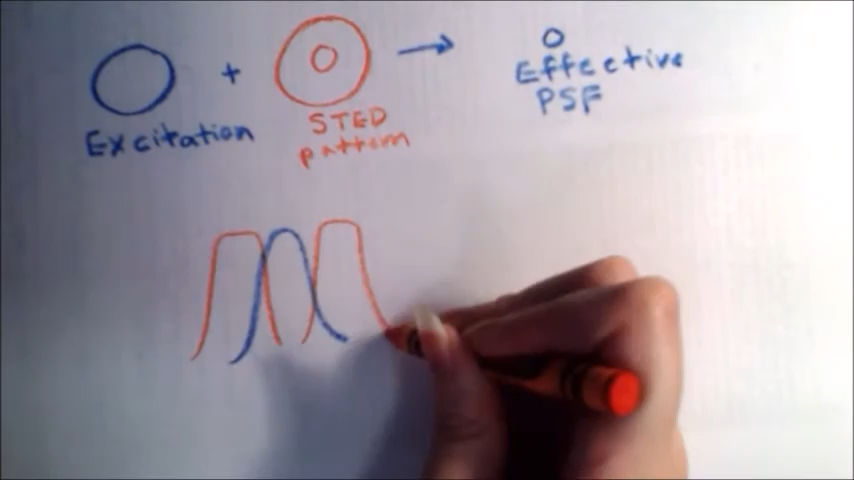 +
Excitation
STED
pattern
Effective
PSF